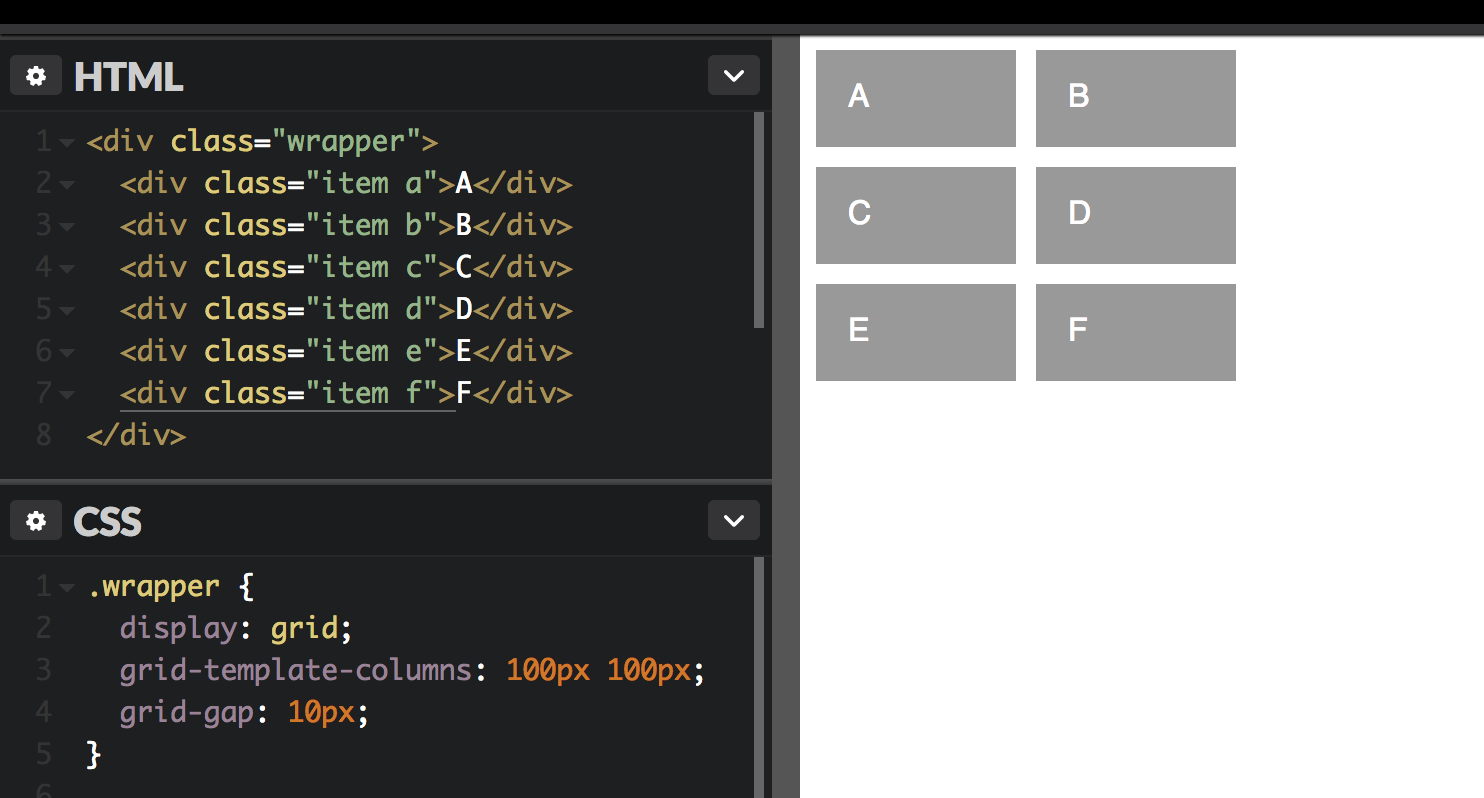 HTML
1 <div class="wrapper">
2   <div class="item a">A</div>
3   <div class="item b">B</div>
4   <div class="item c">C</div>
5   <div class="item d">D</div>
6   <div class="item e">E</div>
7   <div class="item f">F</div>
8 </div>
CSS
1 .wrapper {
2   display: grid;
3   grid-template-columns: 100px 100px;
4   grid-gap: 10px;
5 }
6
A B
C D
E F